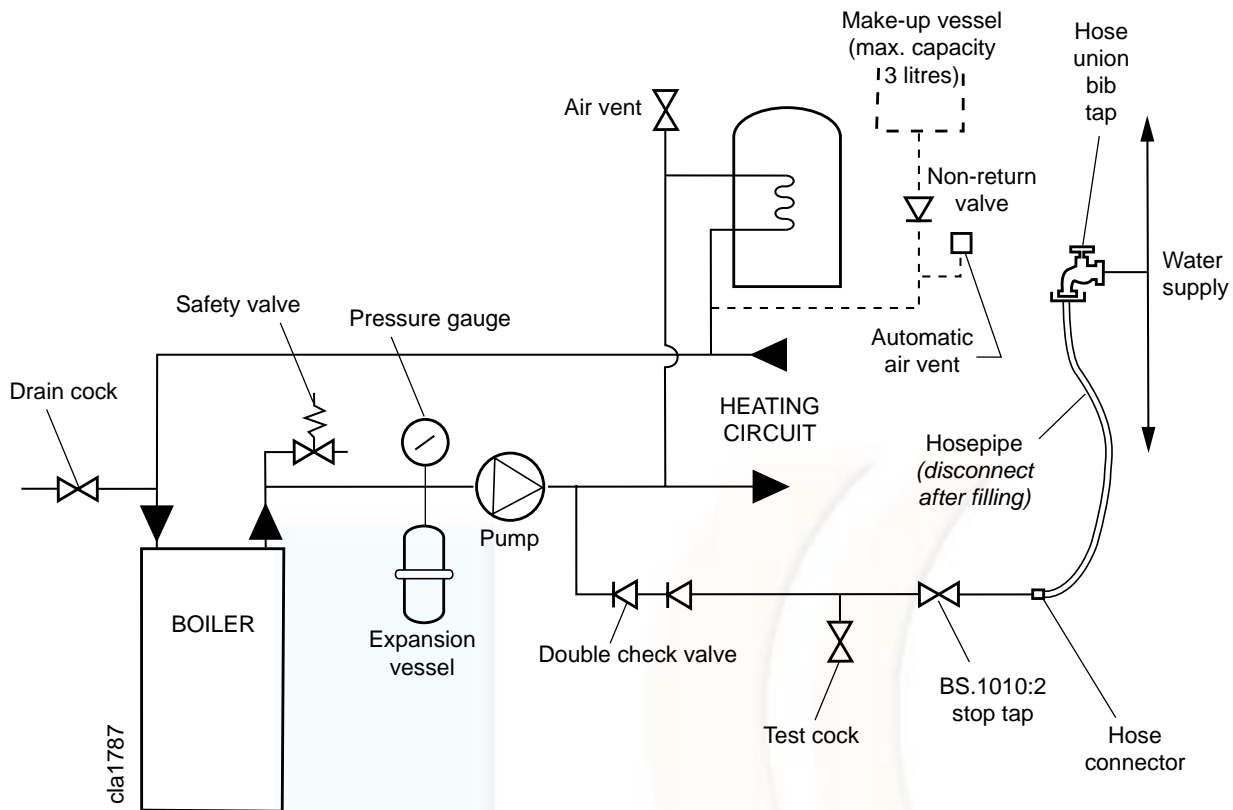 Make-up vessel
(max. capacity
3 litres)
Hose
union
bib
tap
Air vent
Non-return
valve
Water
supply
Safety valve
Pressure gauge
Automatic
air vent
Drain cock
HEATING
CIRCUIT
Hosepipe
(disconnect
after filling)
Pump
BOILER
Expansion
vessel
Double check valve
BS.1010:2
stop tap
Test cock
Hose
connector
cla1787